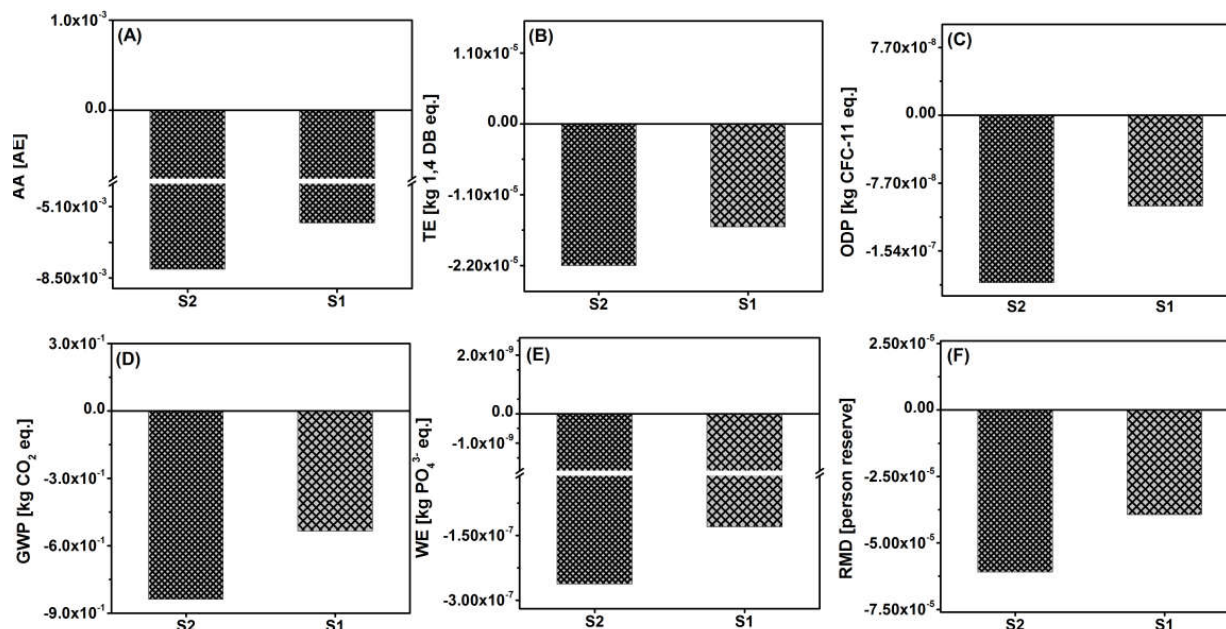 (A)
1.0x10⁻³
0.0
-5.10x10⁻³
-8.50x10⁻³
AA [AE]
S2 S1
(B)
1.10x10⁻⁵
0.00
-1.10x10⁻⁵
-2.20x10⁻⁵
TE [kg 1,4 DB eq.]
S2 S1
(C)
7.70x10⁻⁸
0.00
-7.70x10⁻⁸
-1.54x10⁻⁷
ODP [kg CFC-11 eq.]
S2 S1
(D)
3.0x10⁻¹
0.0
-3.0x10⁻¹
-6.0x10⁻¹
-9.0x10⁻¹
GWP [kg CO₂ eq.]
S2 S1
(E)
2.0x10⁻⁹
0.0
-1.0x10⁻⁹
-1.50x10⁻⁷
-3.00x10⁻⁷
WE [kg PO₄³⁻ eq.]
S2 S1
(F)
2.50x10⁻⁵
0.00
-2.50x10⁻⁵
-5.00x10⁻⁵
-7.50x10⁻⁵
RMD [person reserve]
S2 S1